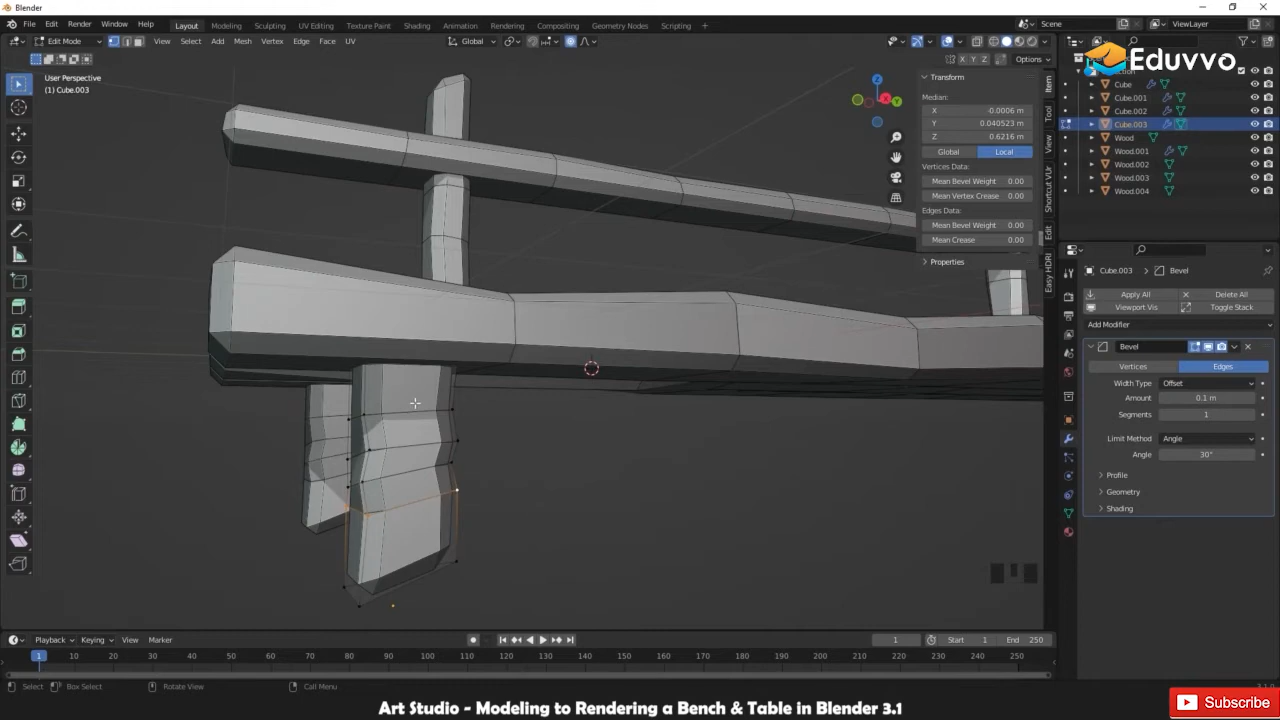 Blender
File Edit Render Window Help
Layout Modeling Sculpting UV Editing Texture Paint Shading Animation Rendering Compositing Geometry Nodes Scripting +
Scene
ViewLayer
Edit Mode
View Select Add Mesh Vertex Edge Face UV
Global
X Y Z
Options
Eduvvo
User Perspective
(1) Cube.003
Transform
Median:
X -0.0006 m
Y 0.040523 m
Z 0.6216 m
Global Local
Vertices Data:
Mean Bevel Weight 0.00
Mean Vertex Crease 0.00
Edges Data:
Mean Bevel Weight 0.00
Mean Crease 0.00
Properties
Item
Tool
View
Shortcut VUr
Edit
Easy HDRI
Z
Y
Cube
Cube.001
Cube.002
Cube.003
Wood
Wood.001
Wood.002
Wood.003
Wood.004
Cube.003 Bevel
Apply All Delete All
Viewport Vis Toggle Stack
Add Modifier
Bevel
Vertices Edges
Width Type Offset
Amount 0.1 m
Segments 1
Limit Method Angle
Angle 30°
Profile
Geometry
Shading
Playback Keying View Marker
1 Start 1 End 250
1 10 20 30 40 50 60 70 80 90 100 110 120 130 140 150 160 170 180 190 200 210 220 230 240 250
Select Box Select Rotate View Call Menu
Art Studio - Modeling to Rendering a Bench & Table in Blender 3.1
Subscribe